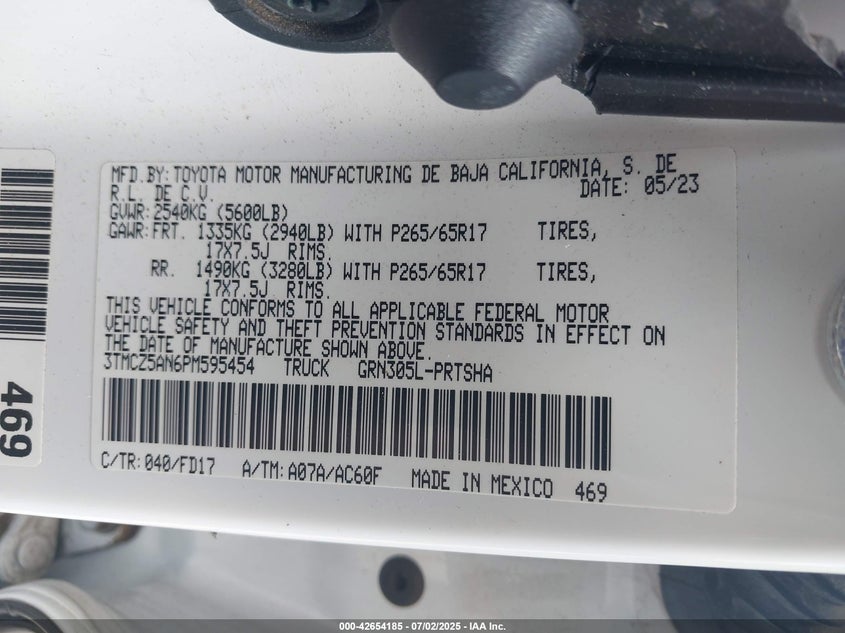 MFD.BY:TOYOTA MOTOR MANUFACTURING DE BAJA CALIFORNIA, S. DE
R.L. DE C.V.
DATE: 05/23
GVWR:2540KG (5600LB)
GAWR:FRT. 1335KG (2940LB) WITH P265/65R17 TIRES,
17X7.5J RIMS.
RR. 1490KG (3280LB) WITH P265/65R17 TIRES,
17X7.5J RIMS.
THIS VEHICLE CONFORMS TO ALL APPLICABLE FEDERAL MOTOR
VEHICLE SAFETY AND THEFT PREVENTION STANDARDS IN EFFECT ON
THE DATE OF MANUFACTURE SHOWN ABOVE.
3TMCZ5AN6PM595454 TRUCK GRN305L-PRTSHA
C/TR:040/FD17 A/TM:A07A/AC60F MADE IN MEXICO 469
469
000-42654185 - 07/02/2025 - IAA Inc.